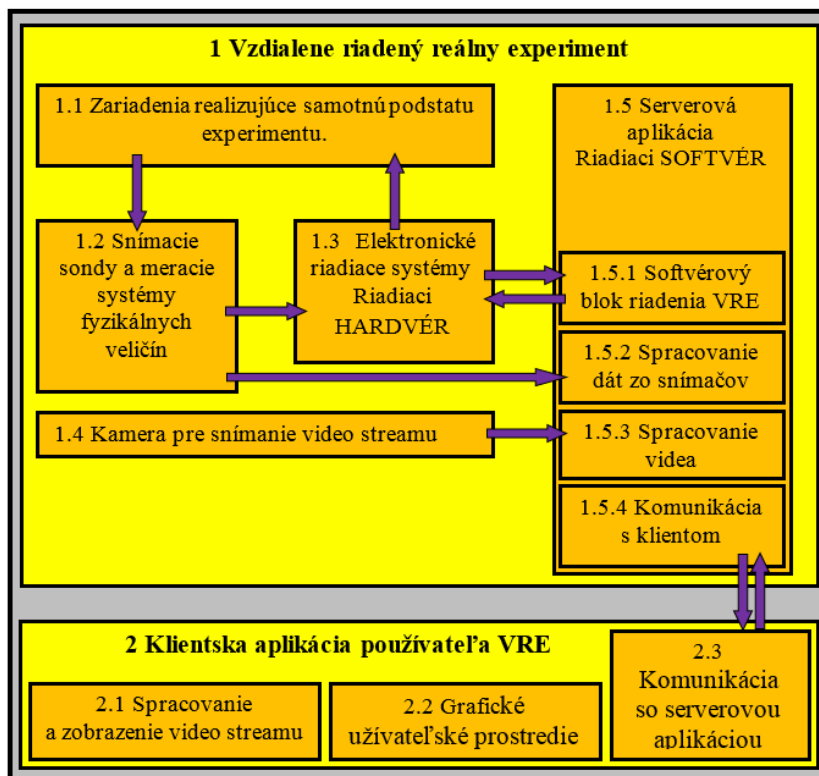 1 Vzdialene riadený reálny experiment
1.1 Zariadenia realizujúce samotnú podstatu
experimentu.
1.2 Snímacie
sondy a meracie
systémy
fyzikálnych
veličín
1.3 Elektronické
riadiace systémy
Riadiaci
HARDVÉR
1.4 Kamera pre snímanie video streamu
1.5 Serverová
aplikácia
Riadiaci SOFTVÉR
1.5.1 Softvérový
blok riadenia VRE
1.5.2 Spracovanie
dát zo snímačov
1.5.3 Spracovanie
videa
1.5.4 Komunikácia
s klientom
2 Klientska aplikácia používateľa VRE
2.1 Spracovanie
a zobrazenie video streamu
2.2 Grafické
užívateľské prostredie
2.3
Komunikácia
so serverovou
aplikáciou